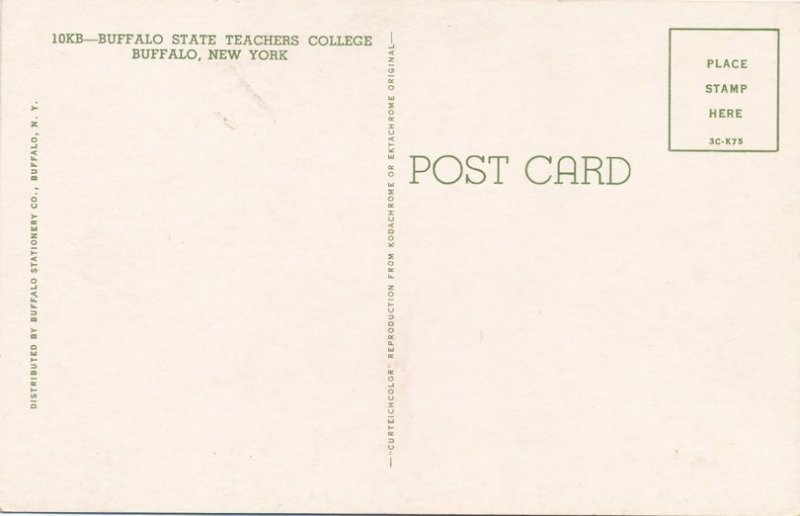 10KB—BUFFALO STATE TEACHERS COLLEGE
BUFFALO, NEW YORK
DISTRIBUTED BY BUFFALO STATIONERY CO., BUFFALO, N. Y.
—"CURTEICHCOLOR" REPRODUCTION FROM KODACHROME OR EKTACHROME ORIGINAL—
POST CARD
PLACE
STAMP
HERE
3C-K75